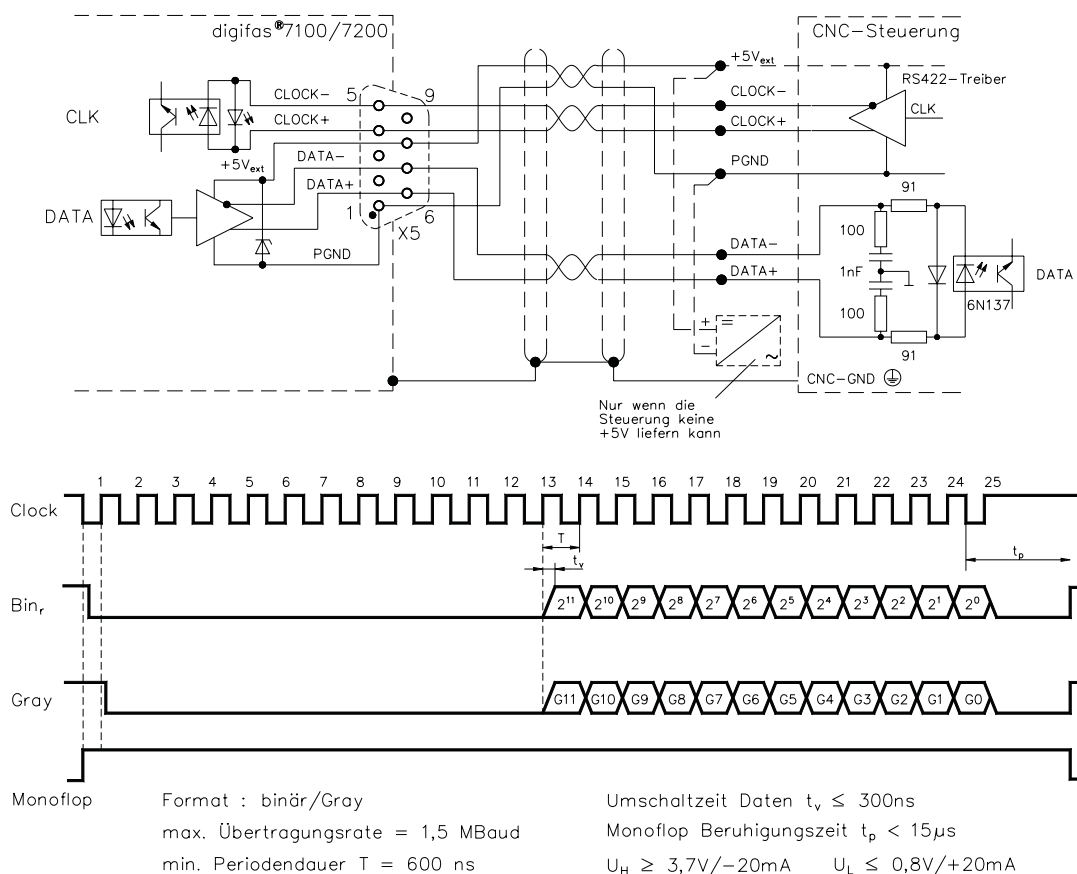 digifas®7100/7200
CNC-Steuerung
+5Vext
RS422-Treiber
CLK
CLOCK-
5
9
CLOCK-
CLK
CLOCK+
CLOCK+
+5Vext
DATA-
PGND
DATA
DATA+
1
6
X5
91
PGND
DATA-
100
1nF
DATA
DATA+
6N137
100
+
=
-
~
91
CNC-GND
Nur wenn die
Steuerung keine
+5V liefern kann
1 2 3 4 5 6 7 8 9 10 11 12 13 14 15 16 17 18 19 20 21 22 23 24 25
Clock
T
tv
tp
Binr
2¹¹ 2¹⁰ 2⁹ 2⁸ 2⁷ 2⁶ 2⁵ 2⁴ 2³ 2² 2¹ 2⁰
Gray
G11 G10 G9 G8 G7 G6 G5 G4 G3 G2 G1 G0
Monoflop
Format : binär/Gray
max. Übertragungsrate = 1,5 MBaud
min. Periodendauer T = 600 ns
Umschaltzeit Daten tv ≤ 300ns
Monoflop Beruhigungszeit tp < 15µs
UH ≥ 3,7V/-20mA UL ≤ 0,8V/+20mA